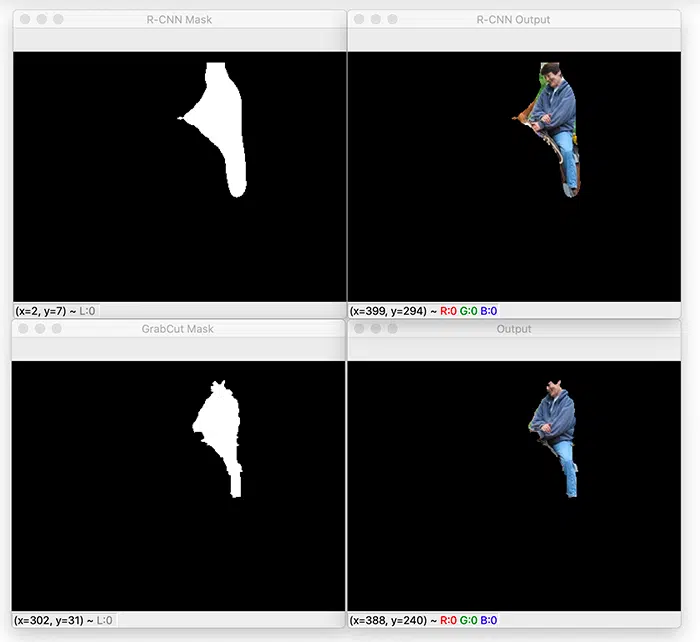 R-CNN Mask
R-CNN Output
(x=2, y=7) ~ L:0
(x=399, y=294) ~ R:0 G:0 B:0
GrabCut Mask
Output
(x=302, y=31) ~ L:0
(x=388, y=240) ~ R:0 G:0 B:0